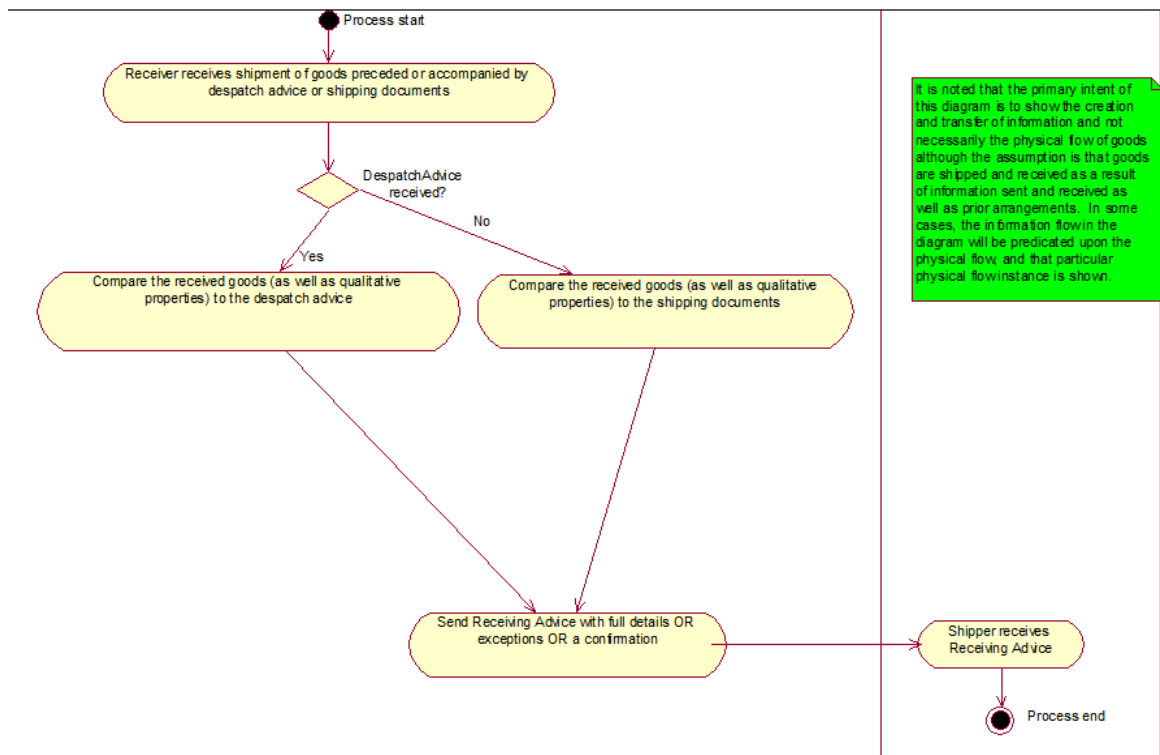 Process start
Receiver receives shipment of goods preceded or accompanied by
despatch advice or shipping documents
DespatchAdvice
received?
No
Yes
Compare the received goods (as well as qualitative
properties) to the despatch advice
Compare the received goods (as well as qualitative
properties) to the shipping documents
It is noted that the primary intent of
this diagram is to show the creation
and transfer of information and not
necessarily the physical flow of goods
although the assumption is that goods
are shipped and received as a result
of information sent and received as
well as prior arrangements. In some
cases, the information flow in the
diagram will be predicated upon the
physical flow, and that particular
physical flow instance is shown.
Send Receiving Advice with full details OR
exceptions OR a confirmation
Shipper receives
Receiving Advice
Process end